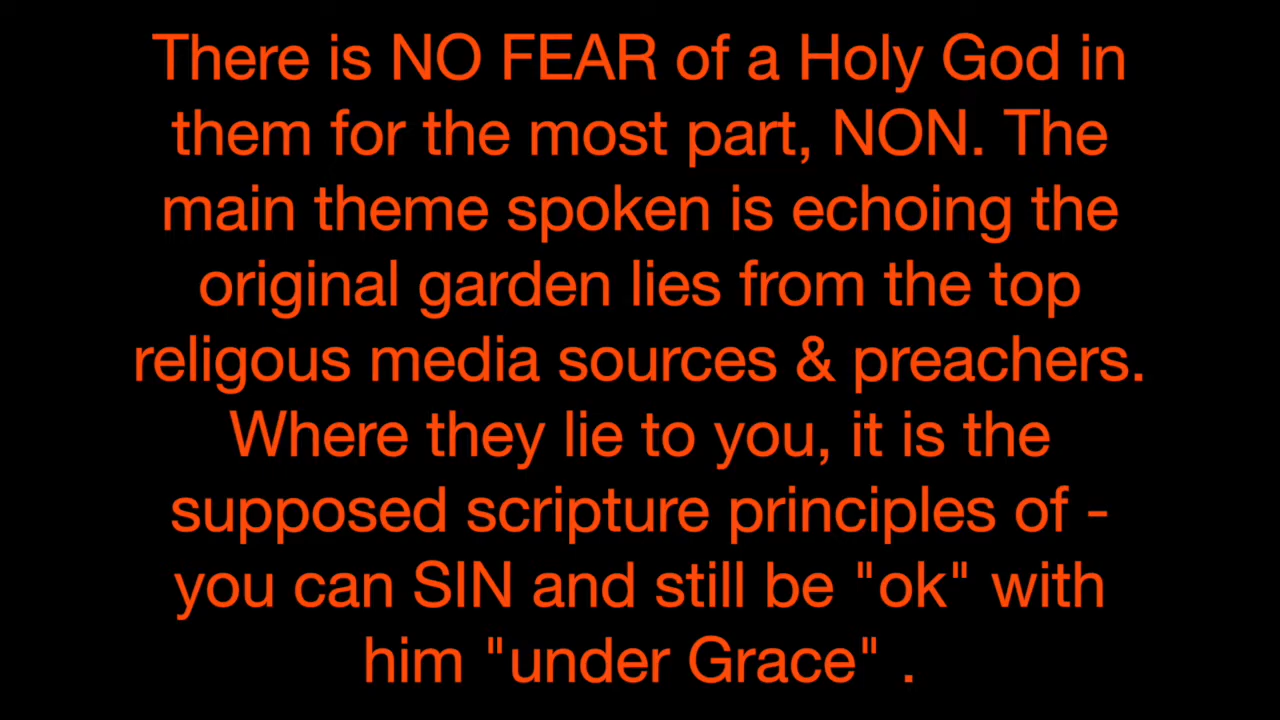 There is NO FEAR of a Holy God in
them for the most part, NON. The
main theme spoken is echoing the
original garden lies from the top
religous media sources & preachers.
Where they lie to you, it is the
supposed scripture principles of -
you can SIN and still be "ok" with
him "under Grace" .